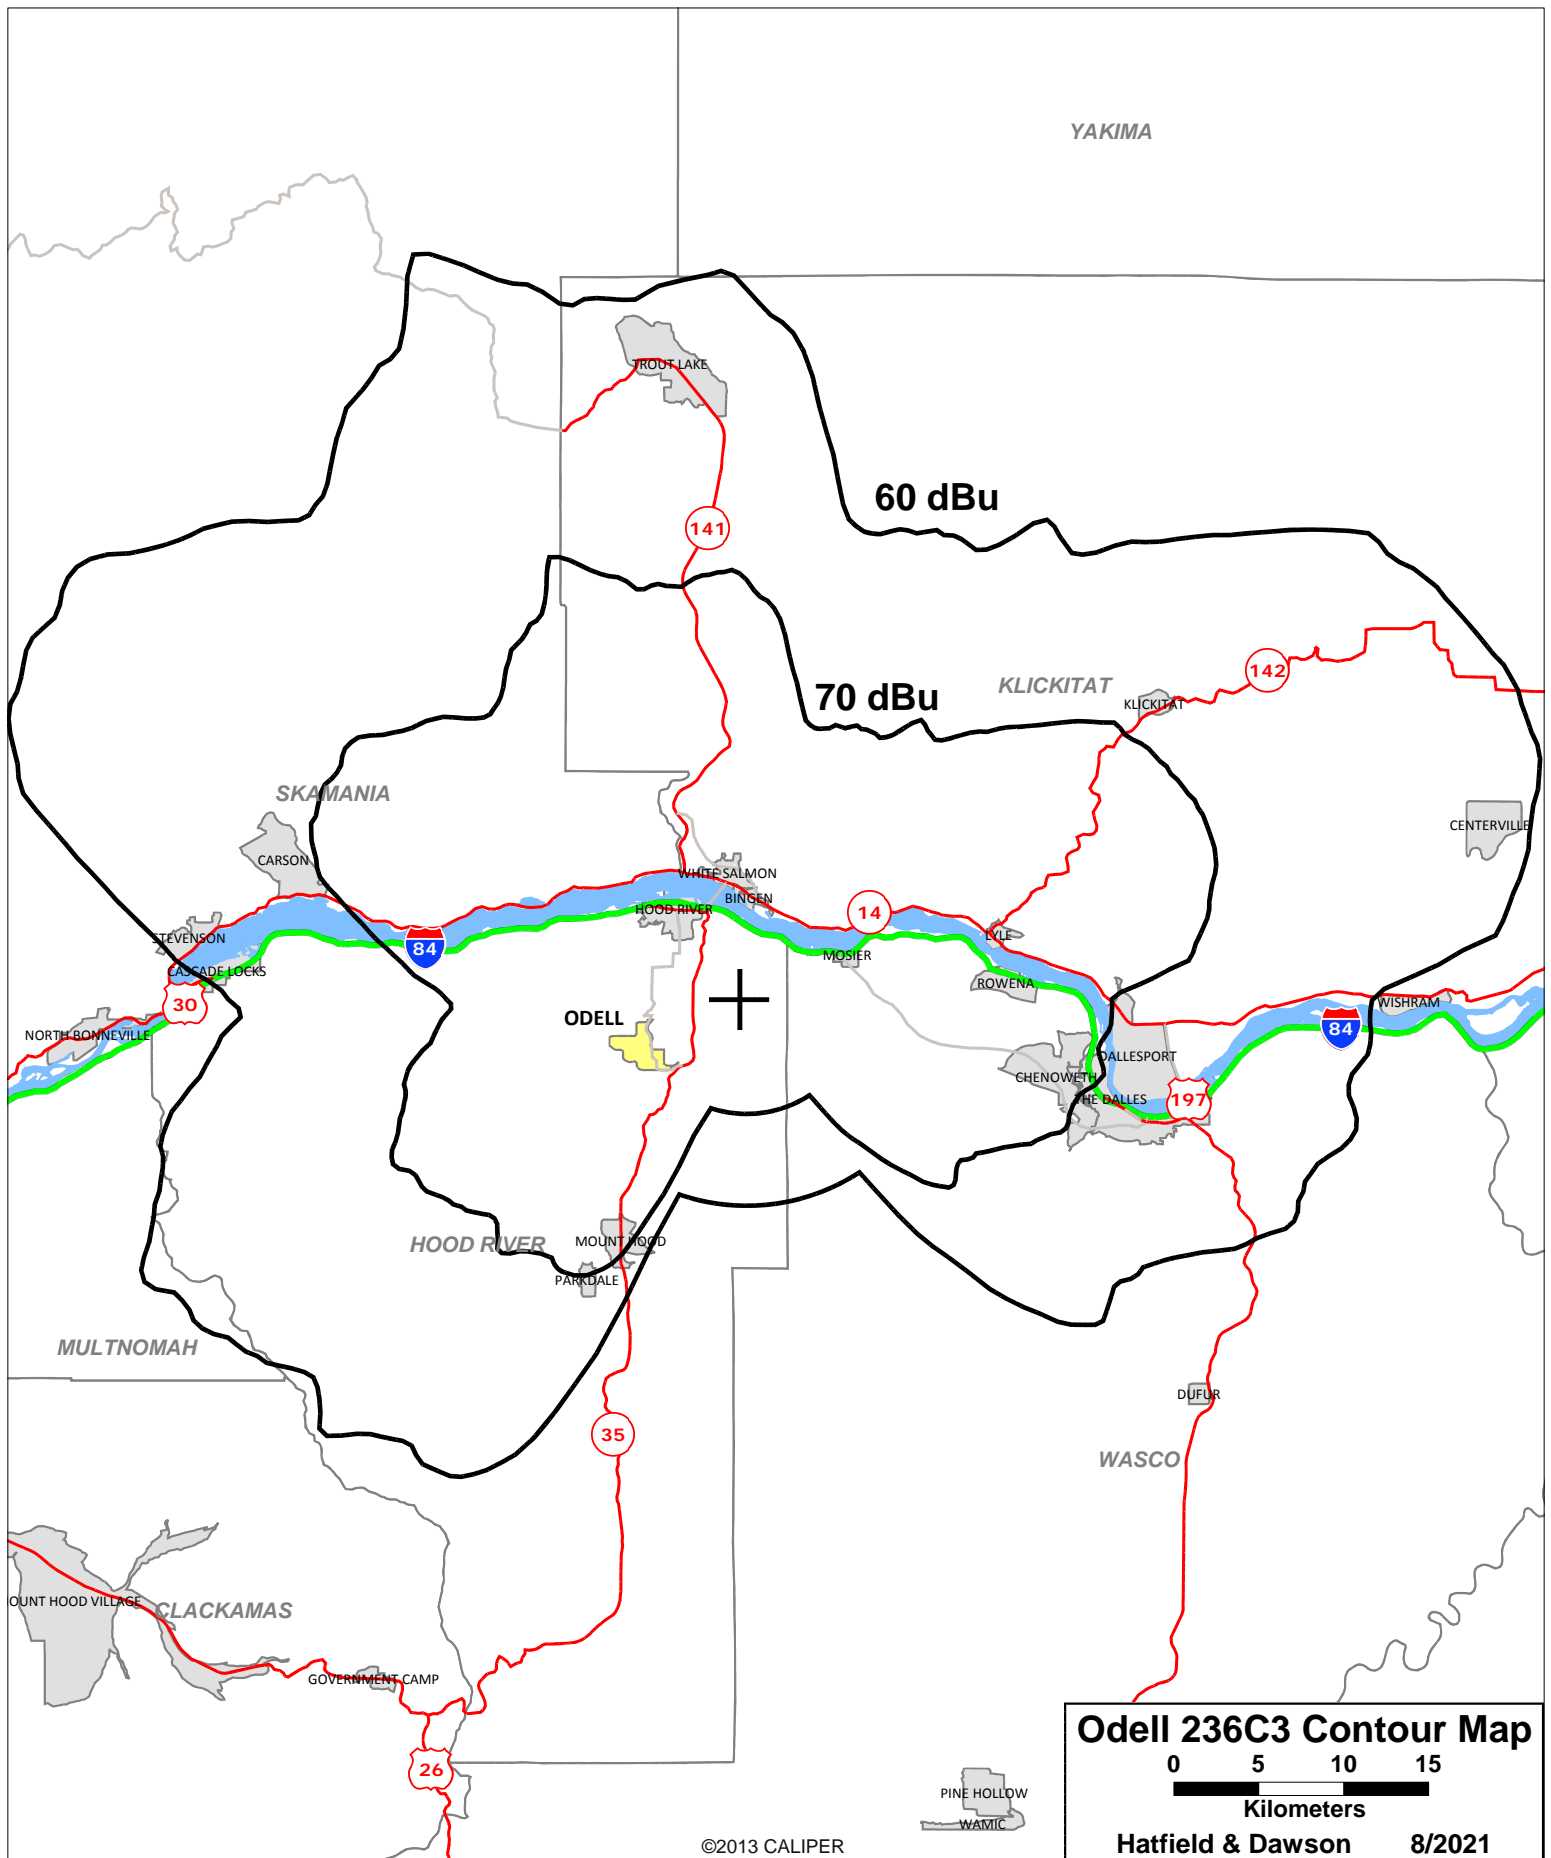 YAKIMA
TROUT LAKE
60 dBu
141
142
KLICKITAT
70 dBu
KLICKITAT
SKAMANIA
CENTERVILLE
CARSON
WHITE SALMON
BINGEN
HOOD RIVER
14
STEVENSON
LYLE
84
MOSIER
CASCADE LOCKS
ROWENA
30
WISHRAM
ODELL
84
NORTH BONNEVILLE
DALLESPORT
CHENOWETH
THE DALLES
197
HOOD RIVER
MOUNT HOOD
PARKDALE
MULTNOMAH
DUFUR
35
WASCO
OUNT HOOD VILLAGE
CLACKAMAS
GOVERNMENT CAMP
26
Odell 236C3 Contour Map
0 5 10 15
Kilometers
Hatfield & Dawson 8/2021
PINE HOLLOW
WAMIC
©2013 CALIPER